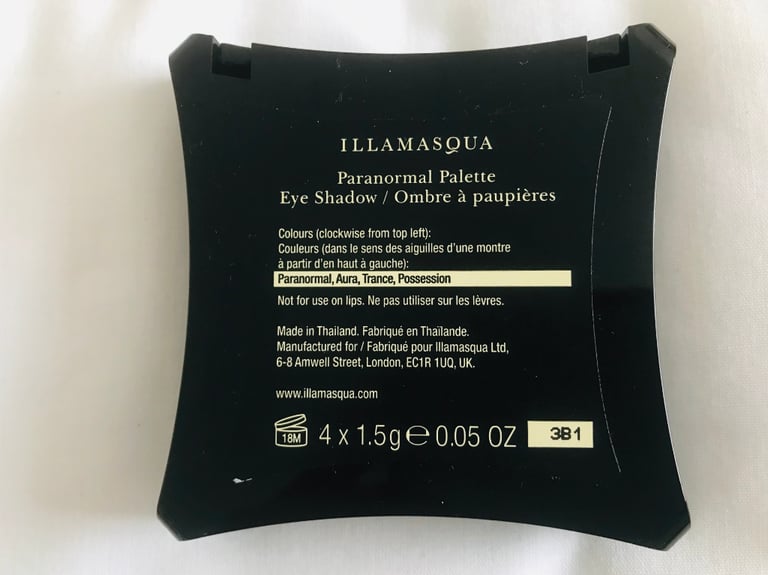 ILLAMASQUA
Paranormal Palette
Eye Shadow / Ombre à paupières
Colours (clockwise from top left):
Couleurs (dans le sens des aiguilles d'une montre
à partir d'en haut à gauche):
Paranormal, Aura, Trance, Possession
Not for use on lips. Ne pas utiliser sur les lèvres.
Made in Thailand. Fabriqué en Thaïlande.
Manufactured for / Fabriqué pour Illamasqua Ltd,
6-8 Amwell Street, London, EC1R 1UQ, UK.
www.illamasqua.com
18M 4 x 1.5g ℮ 0.05 OZ 3B1